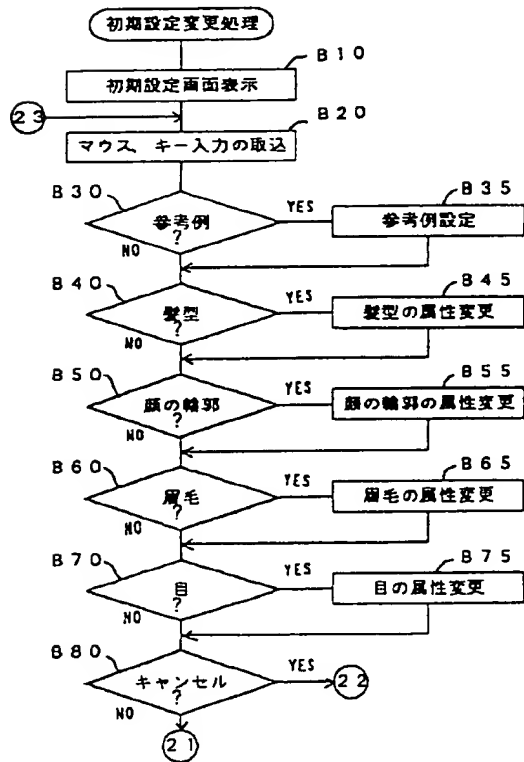 初期設定変更処理
B10
初期設定画面表示
23
B20
マウス、キー入力の取込
B30
参考例
?
YES
NO
B35
参考例設定
B40
髪型
?
YES
NO
B45
髪型の属性変更
B50
顔の輪郭
?
YES
NO
B55
顔の輪郭の属性変更
B60
眉毛
?
YES
NO
B65
眉毛の属性変更
B70
目
?
YES
NO
B75
目の属性変更
B80
キャンセル
?
YES
22
NO
21